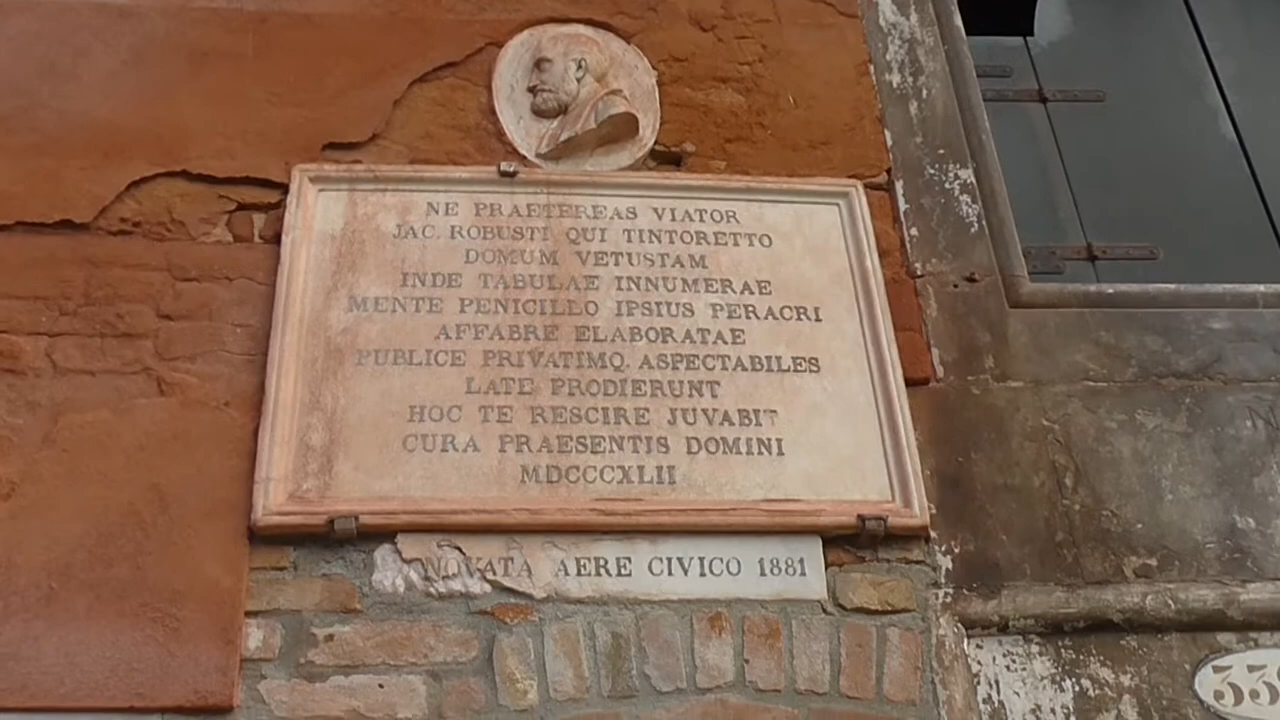 NE PRAETEREAS VIATOR
JAC. ROBUSTI QUI TINTORETTO
DOMUM VETUSTAM
INDE TABULAE INNUMERAE
MENTE PENICILLO IPSIUS PERACRI
AFFABRE ELABORATAE
PUBLICE PRIVATIMQ. ASPECTABILES
LATE PRODIERUNT
HOC TE RESCIRE JUVABIT
CURA PRAESENTIS DOMINI
MDCCCXLII
NOVATA AERE CIVICO 1881